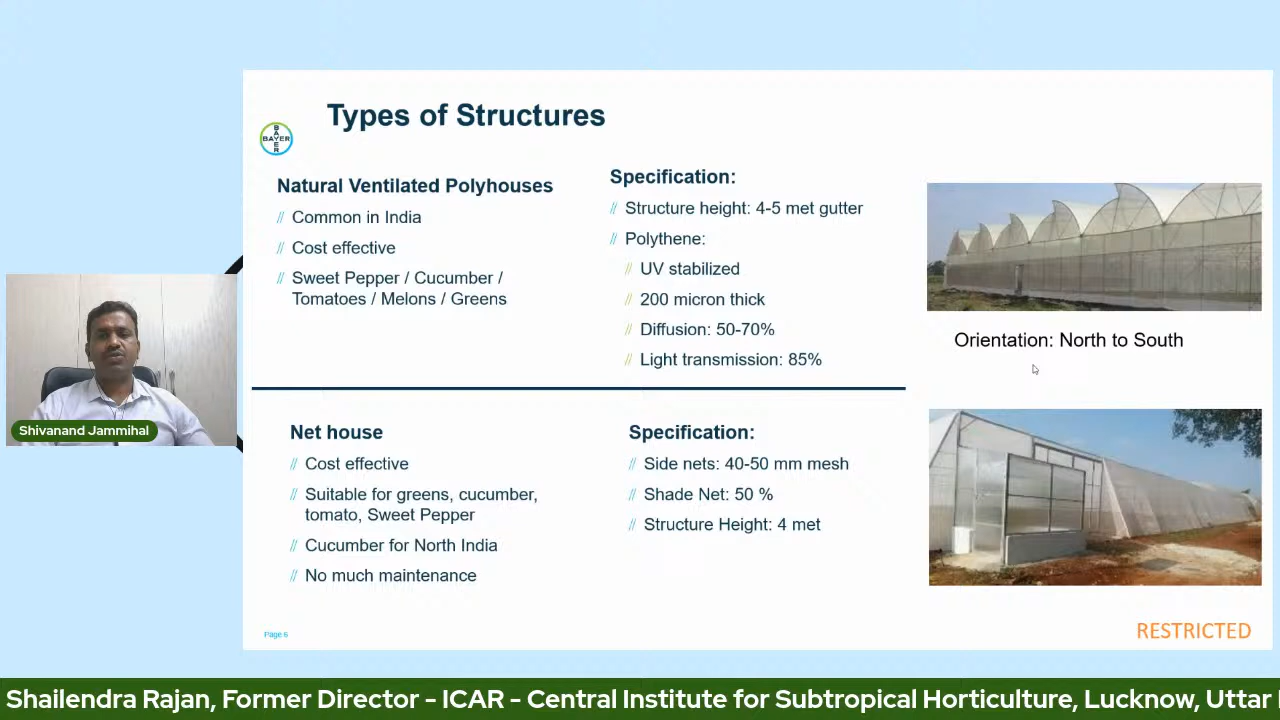 Types of Structures
BAYER
BAYER
Natural Ventilated Polyhouses
// Common in India
// Cost effective
// Sweet Pepper / Cucumber /
Tomatoes / Melons / Greens
Specification:
// Structure height: 4-5 met gutter
// Polythene:
// UV stabilized
// 200 micron thick
// Diffusion: 50-70%
// Light transmission: 85%
Orientation: North to South
Shivanand Jammihal
Net house
// Cost effective
// Suitable for greens, cucumber,
tomato, Sweet Pepper
// Cucumber for North India
// No much maintenance
Specification:
// Side nets: 40-50 mm mesh
// Shade Net: 50 %
// Structure Height: 4 met
Page 6
RESTRICTED
Shailendra Rajan, Former Director - ICAR - Central Institute for Subtropical Horticulture, Lucknow, Uttar